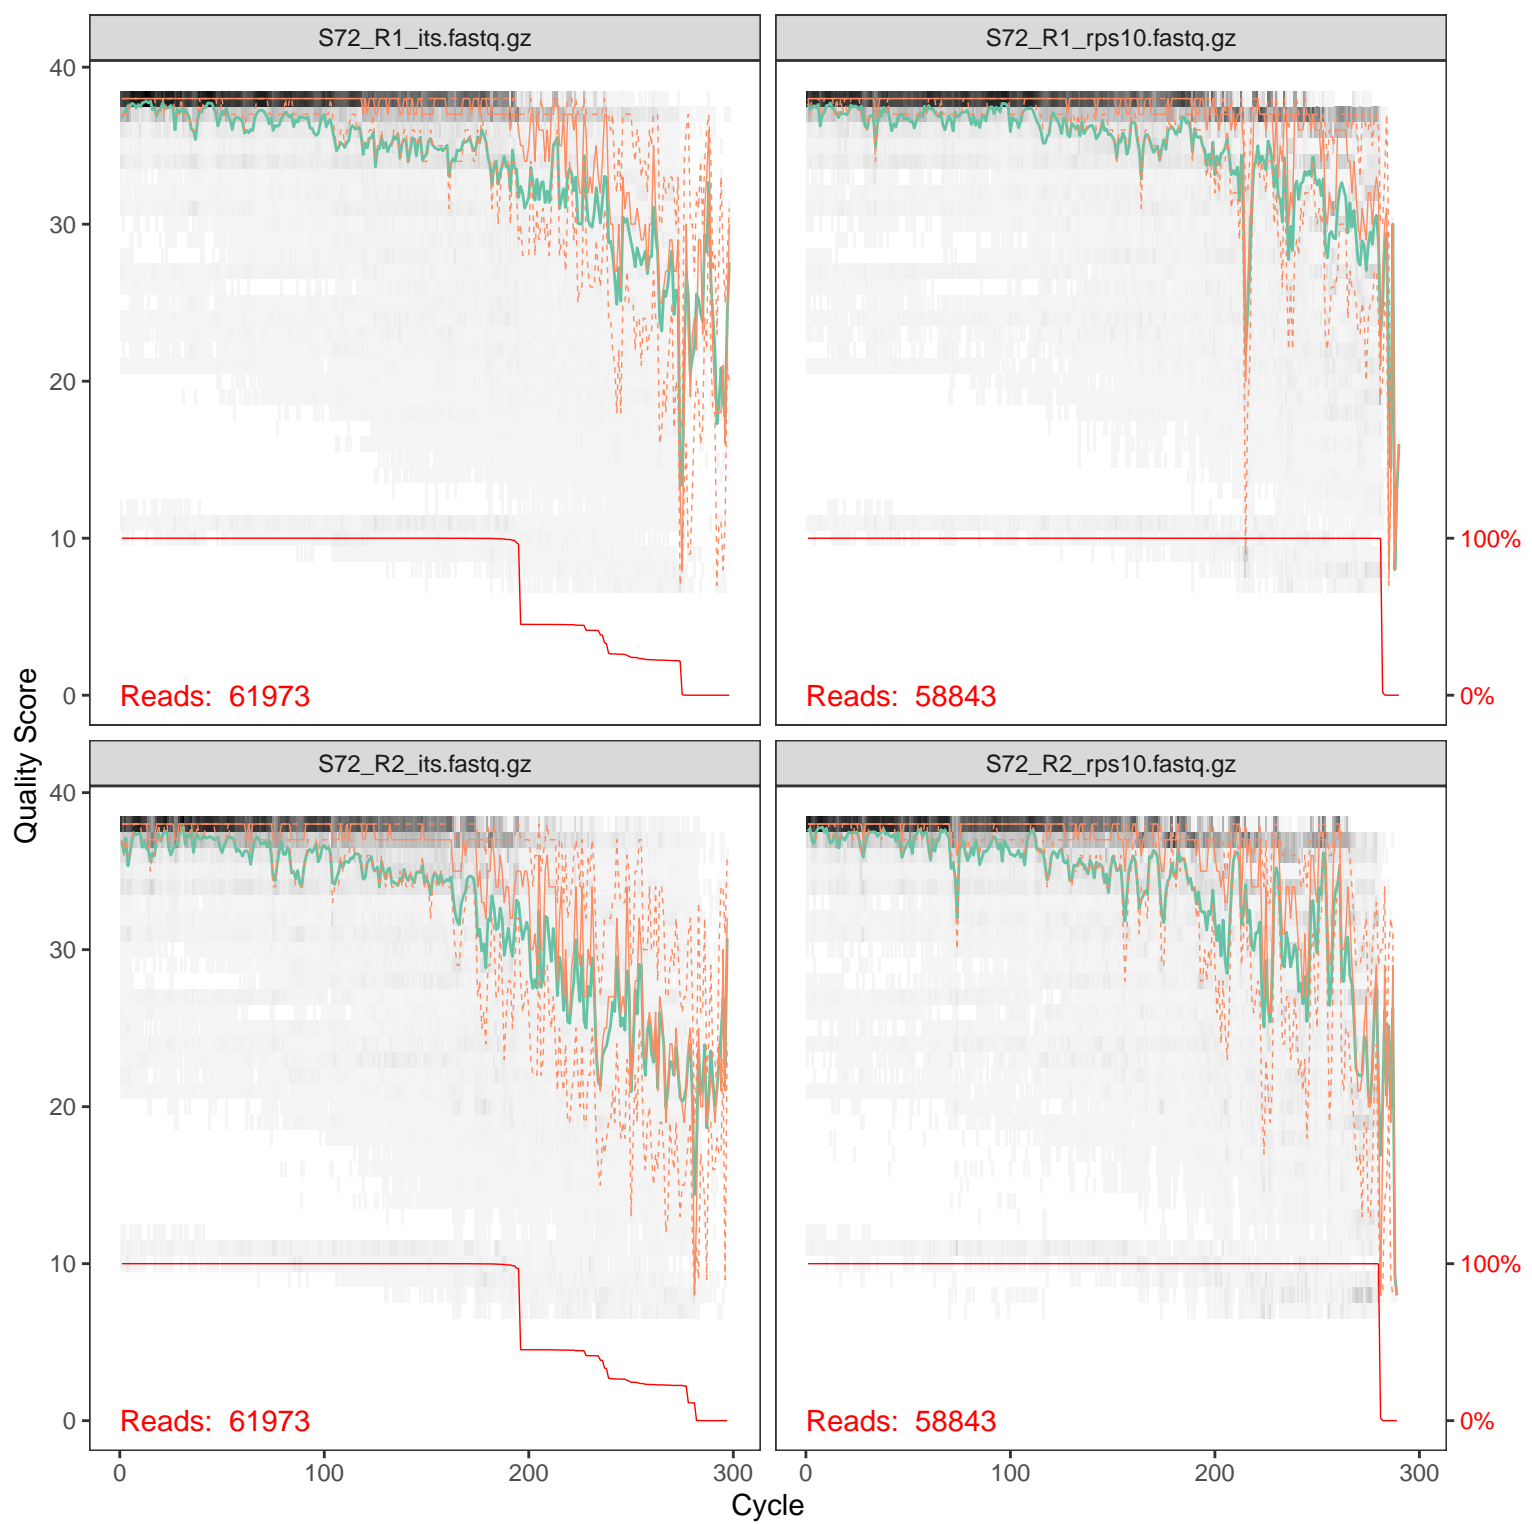 S72_R1_its.fastq.gz
S72_R1_rps10.fastq.gz
40
30
20
10
0
Reads: 61973
Reads: 58843
100%
0%
Quality Score
S72_R2_its.fastq.gz
S72_R2_rps10.fastq.gz
40
30
20
10
0
Reads: 61973
Reads: 58843
100%
0%
0 100 200 300
0 100 200 300
Cycle